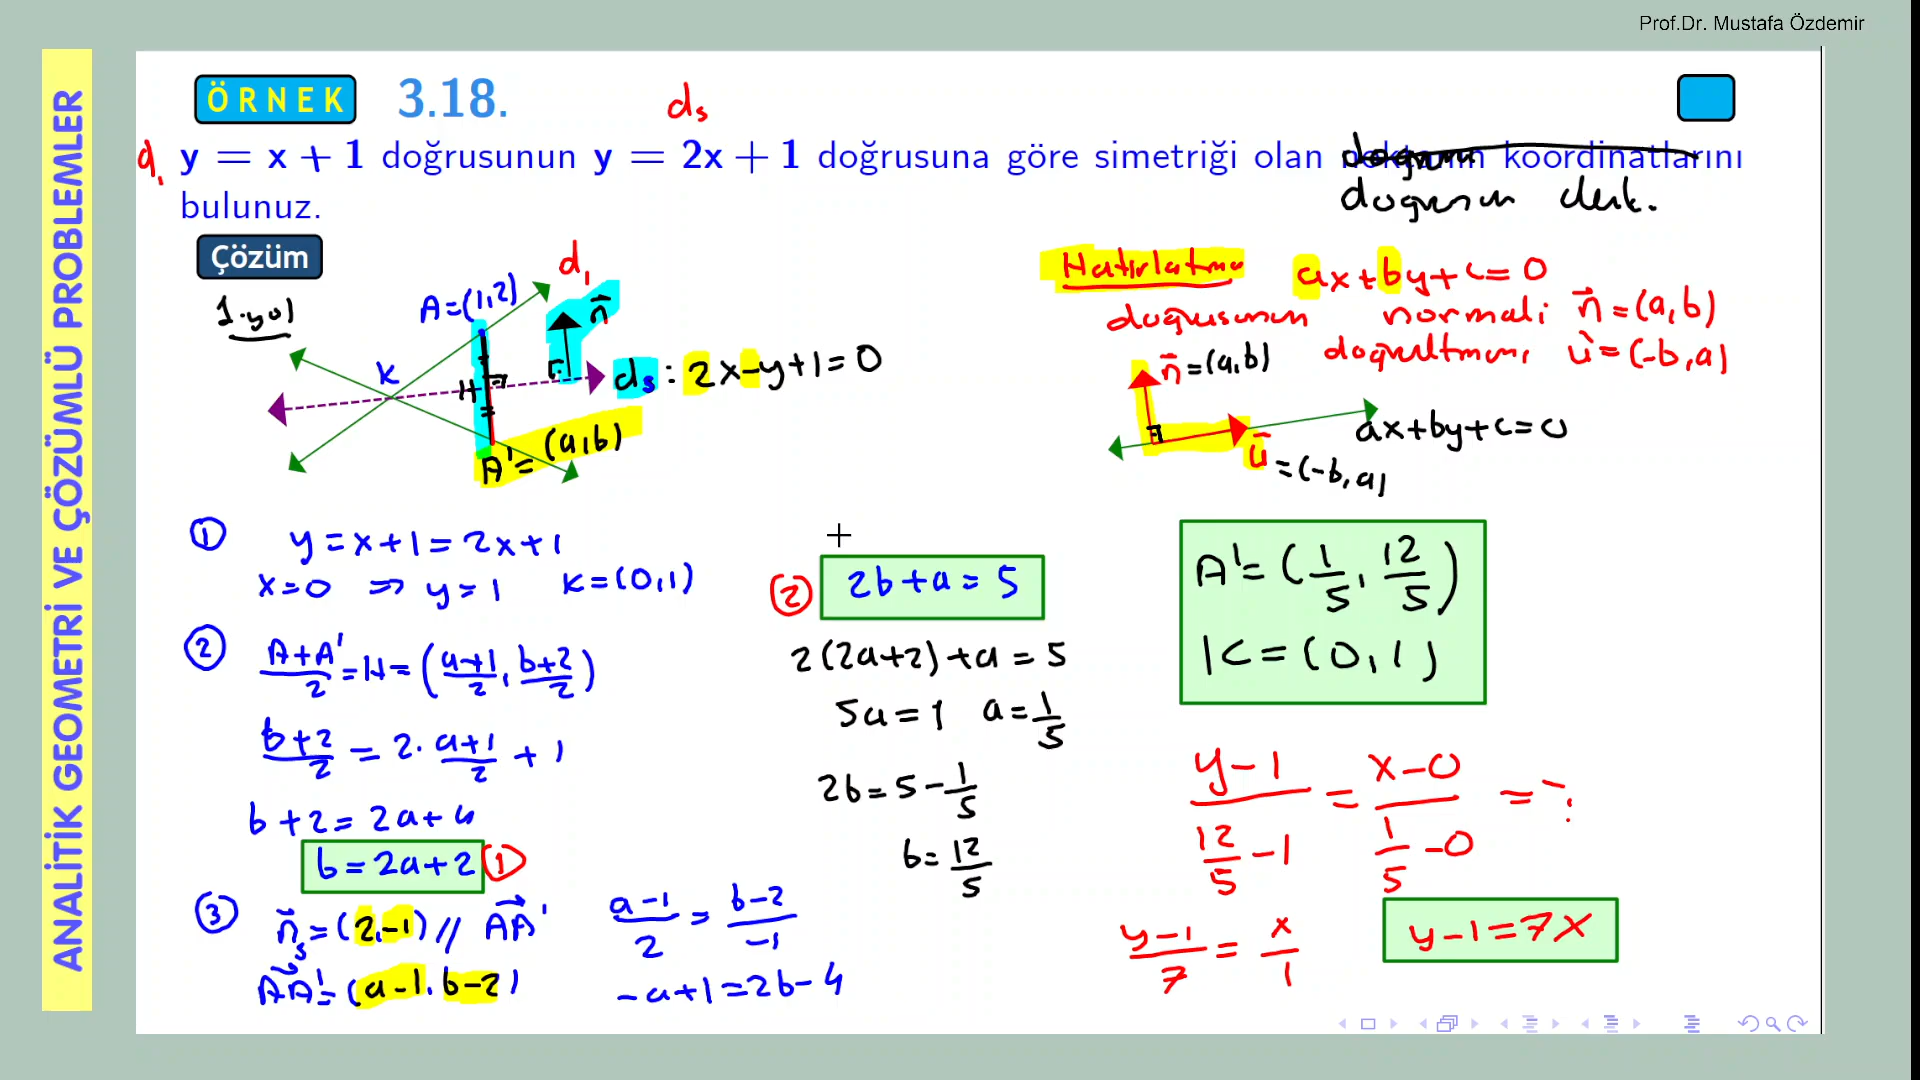 Prof.Dr. Mustafa Özdemir
ANALİTİK GEOMETRİ VE ÇÖZÜMLÜ PROBLEMLER
ÖRNEK 3.18.
ds
d1 y = x + 1 doğrusunun y = 2x + 1 doğrusuna göre simetriği olan noktanın koordinatlarını
bulunuz.
doğrunun denk.
Çözüm
1.yol
A=(1,2)
d1
n
K
H
ds : 2x-y+1=0
A'=(a,b)
Hatırlatma ax+by+c=0
doğrusunun normali n=(a,b)
doğrultmanı u=(-b,a)
n=(a,b)
ax+by+c=0
u=(-b,a)
① y=x+1=2x+1
x=0 ⇒ y=1 K=(0,1)
② A+A'/2=H=(a+1/2, b+2/2)
b+2/2 = 2. a+1/2 + 1
b+2=2a+4
b=2a+2 ①
③ ns=(2,-1) // AA'
AA'=(a-1, b-2)
a-1/2 = b-2/-1
-a+1=2b-4
② 2b+a=5
2(2a+2)+a=5
5a=1 a=1/5
2b=5-1/5
b=12/5
A'=(1/5, 12/5)
K=(0,1)
y-1/12/5-1 = x-0/1/5-0 = ?
y-1/7 = x/1
y-1=7x